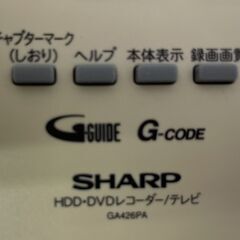 チャプターマーク
(しおり) ヘルプ 本体表示 録画画質
G-GUIDE G-CODE
SHARP
HDD・DVDレコーダー/テレビ
GA426PA